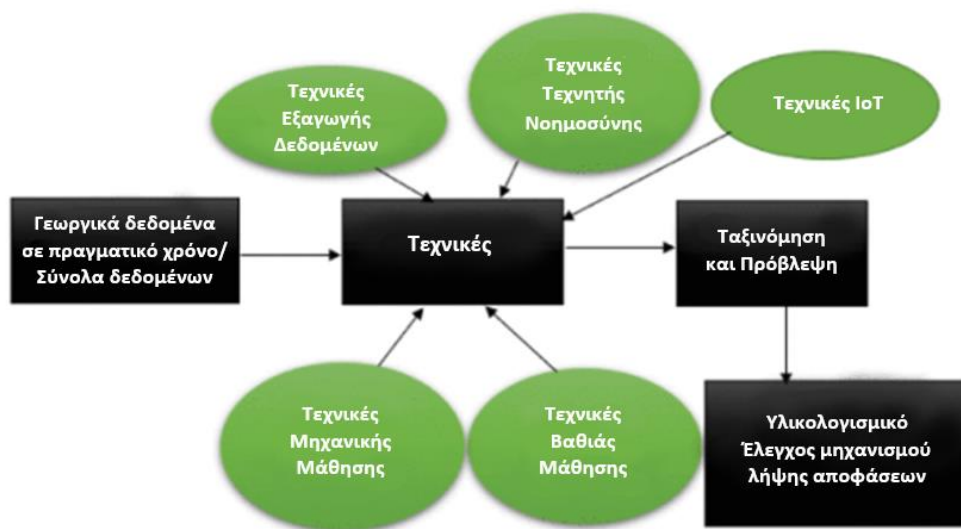 Τεχνικές
Εξαγωγής
Δεδομένων
Τεχνικές
Τεχνητής
Νοημοσύνης
Τεχνικές IoT
Γεωργικά δεδομένα
σε πραγματικό χρόνο/
Σύνολα δεδομένων
Τεχνικές
Ταξινόμηση
και Πρόβλεψη
Τεχνικές
Μηχανικής
Μάθησης
Τεχνικές
Βαθιάς
Μάθησης
Υλικολογισμικό
Έλεγχος μηχανισμού
λήψης αποφάσεων